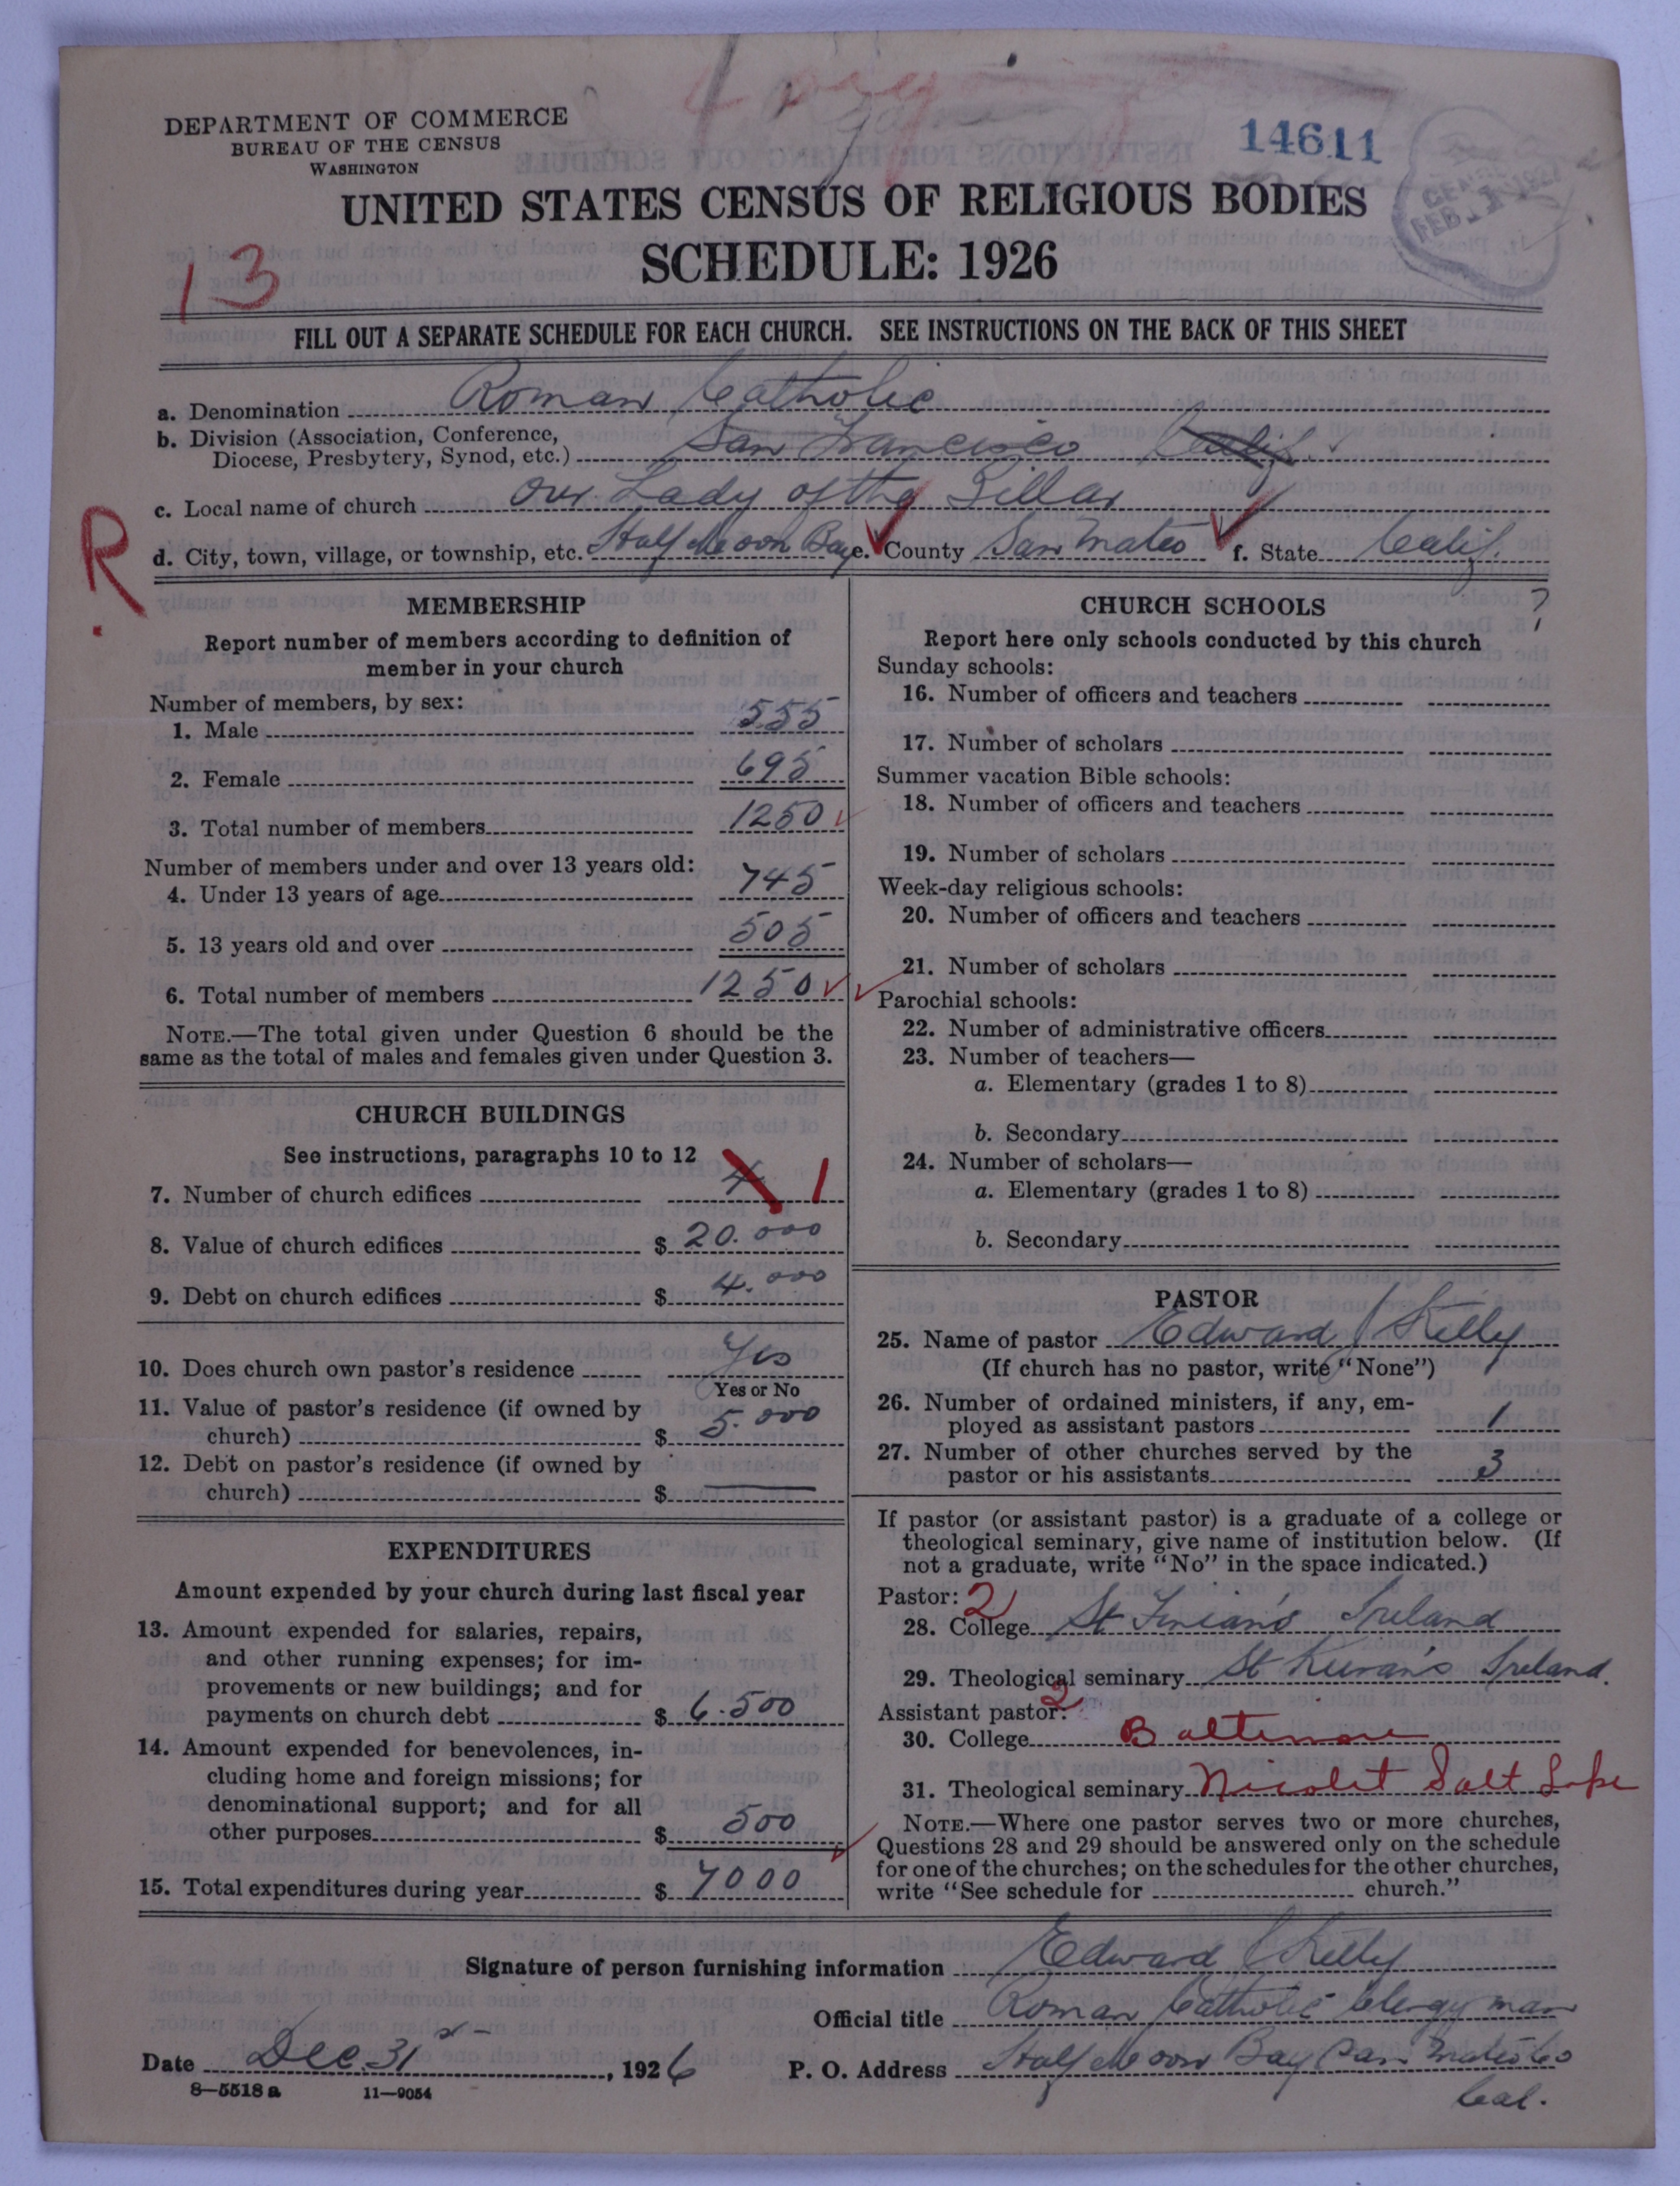 14611
DEPARTMENT OF COMMERCE
BUREAU OF THE CENSUS
WASHINGTON
UNITED STATES CENSUS OF RELIGIOUS BODIES
SCHEDULE: 1926
13
FILL OUT A SEPARATE SCHEDULE FOR EACH CHURCH. SEE INSTRUCTIONS ON THE BACK OF THIS SHEET
a. Denomination Roman Catholic
b. Division (Association, Conference,
Diocese, Presbytery, Synod, etc.) San Francisco Calif.
c. Local name of church Our Lady of the Pillar
R
d. City, town, village, or township, etc. Half Moon Bay e. County San Mateo f. State Calif.
MEMBERSHIP
Report number of members according to definition of
member in your church
Number of members, by sex:
1. Male 555
2. Female 695
3. Total number of members 1250
Number of members under and over 13 years old:
4. Under 13 years of age 745
5. 13 years old and over 505
6. Total number of members 1250
NOTE.—The total given under Question 6 should be the
same as the total of males and females given under Question 3.
CHURCH BUILDINGS
See instructions, paragraphs 10 to 12
7. Number of church edifices 4 1
8. Value of church edifices $ 20.000
9. Debt on church edifices $ 4.000
10. Does church own pastor's residence Yes
Yes or No
11. Value of pastor's residence (if owned by
church) $ 5.000
12. Debt on pastor's residence (if owned by
church) $ —
EXPENDITURES
Amount expended by your church during last fiscal year
13. Amount expended for salaries, repairs,
and other running expenses; for im-
provements or new buildings; and for
payments on church debt $ 6.500
14. Amount expended for benevolences, in-
cluding home and foreign missions; for
denominational support; and for all
other purposes $ 500
15. Total expenditures during year $ 7000
CHURCH SCHOOLS ?
Report here only schools conducted by this church
Sunday schools:
16. Number of officers and teachers
17. Number of scholars
Summer vacation Bible schools:
18. Number of officers and teachers
19. Number of scholars
Week-day religious schools:
20. Number of officers and teachers
21. Number of scholars
Parochial schools:
22. Number of administrative officers
23. Number of teachers—
a. Elementary (grades 1 to 8)
b. Secondary
24. Number of scholars—
a. Elementary (grades 1 to 8)
b. Secondary
PASTOR
25. Name of pastor Edward J Kelly
(If church has no pastor, write "None")
26. Number of ordained ministers, if any, em-
ployed as assistant pastors 1
27. Number of other churches served by the
pastor or his assistants 3
If pastor (or assistant pastor) is a graduate of a college or
theological seminary, give name of institution below. (If
not a graduate, write "No" in the space indicated.)
Pastor: 2
28. College St Finian's Ireland
29. Theological seminary St Kieran's Ireland.
Assistant pastor: 2
30. College Baltimore
31. Theological seminary Salt Lake
NOTE.—Where one pastor serves two or more churches,
Questions 28 and 29 should be answered only on the schedule
for one of the churches; on the schedules for the other churches,
write "See schedule for church."
Signature of person furnishing information Edward J Kelly
Official title Roman Catholic Clergyman
Date Dec. 31st, 1926 P. O. Address Half Moon Bay San Mateo Co
Cal.
8—5518 a 11—9054